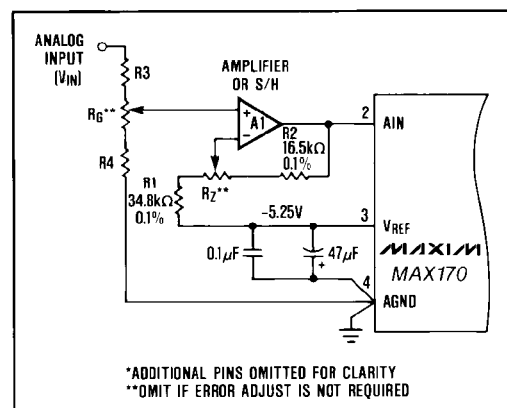 ANALOG
INPUT
(VIN)
R3
RG**
R4
AMPLIFIER
OR S/H
+
A1
−
R2
16.5kΩ
0.1%
R1
34.8kΩ
0.1%
RZ**
−5.25V
0.1μF
47μF
+
2
AIN
3
VREF
MAXIM
MAX170
4
AGND
*ADDITIONAL PINS OMITTED FOR CLARITY
**OMIT IF ERROR ADJUST IS NOT REQUIRED